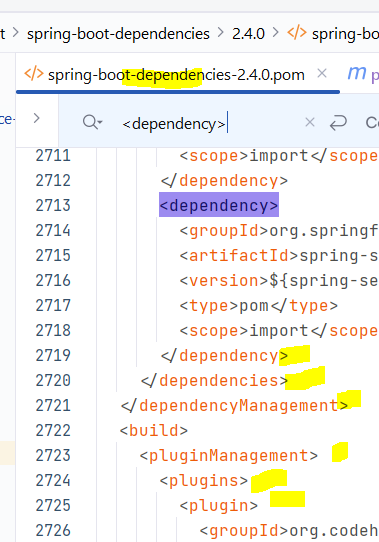 t > spring-boot-dependencies > 2.4.0 > </> spring-bo
</> spring-boot-dependencies-2.4.0.pom × m p
ce- > <dependency> × Co
2711 <scope>import</scope
2712 </dependency>
2713 <dependency>
2714 <groupId>org.springf
2715 <artifactId>spring-s
2716 <version>${spring-se
2717 <type>pom</type>
2718 <scope>import</scope
2719 </dependency>
2720 </dependencies>
2721 </dependencyManagement>
2722 <build>
2723 <pluginManagement>
2724 <plugins>
2725 <plugin>
2726 <groupId>org.codeh